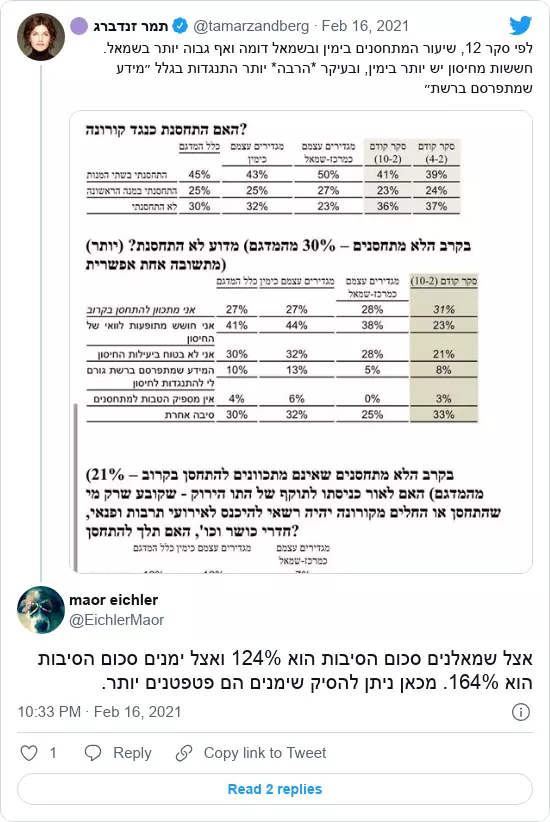 תמר זנדברג @tamarzandberg · Feb 16, 2021
לפי סקר 12, שיעור המתחסנים בימין ובשמאל דומה ואף גבוה יותר בשמאל.
חששות מחיסון יש יותר בימין, ובעיקר *הרבה* יותר התנגדות בגלל ״מידע
שמתפרסם ברשת״
האם התחסנת כנגד קורונה?
כלל המדגם מגדירים עצמם כימין מגדירים עצמם כמרכז-שמאל סקר קודם (10-2) סקר קודם (4-2)
התחסנתי בשתי המנות 45% 43% 50% 41% 39%
התחסנתי במנה הראשונה 25% 25% 27% 23% 24%
לא התחסנתי 30% 32% 23% 36% 37%
בקרב הלא מתחסנים – 30% מהמדגם) מדוע לא התחסנת? (יותר
מתשובה אחת אפשרית)
כלל המדגם מגדירים עצמם כימין מגדירים עצמם כמרכז-שמאל סקר קודם (10-2)
אני מתכוון להתחסן בקרוב 27% 27% 28% 31%
אני חושש מתופעות לוואי של החיסון 41% 44% 38% 23%
אני לא בטוח ביעילות החיסון 30% 32% 28% 21%
המידע שמתפרסם ברשת גורם לי להתנגדות לחיסון 10% 13% 5% 8%
אין מספיק הטבות למתחסנים 4% 6% 0% 3%
סיבה אחרת 30% 32% 25% 33%
בקרב הלא מתחסנים שאינם מתכוונים להתחסן בקרוב – 21%)
מהמדגם) האם לאור כניסתו לתוקף של התו הירוק - שקובע שרק מי
שהתחסן או החלים מקורונה יהיה רשאי להיכנס לאירועי תרבות ופנאי,
חדרי כושר וכו', האם תלך להתחסן?
כלל המדגם מגדירים עצמם כימין מגדירים עצמם כמרכז-שמאל
maor eichler
@EichlerMaor
אצל שמאלנים סכום הסיבות הוא 124% ואצל ימנים סכום הסיבות
הוא 164%. מכאן ניתן להסיק שימנים הם פטפטנים יותר.
10:33 PM · Feb 16, 2021
1 Reply Copy link to Tweet
Read 2 replies